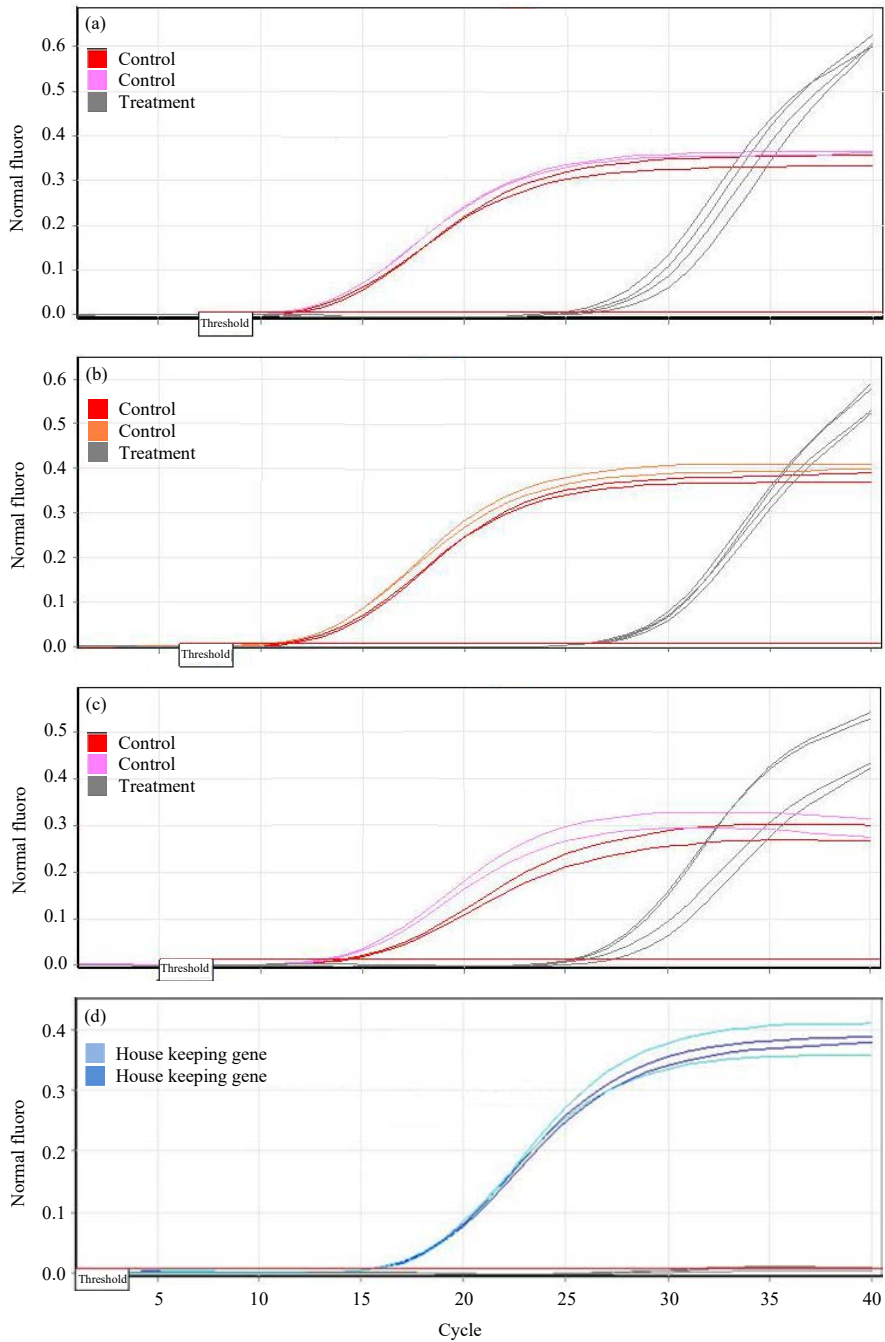 (a)
Control
Control
Treatment
Normal fluoro
0.6
0.5
0.4
0.3
0.2
0.1
0.0
Threshold
(b)
Control
Control
Treatment
Normal fluoro
0.6
0.5
0.4
0.3
0.2
0.1
0.0
Threshold
(c)
Control
Control
Treatment
Normal fluoro
0.5
0.4
0.3
0.2
0.1
0.0
Threshold
(d)
House keeping gene
House keeping gene
Normal fluoro
0.4
0.3
0.2
0.1
0.0
Threshold
5 10 15 20 25 30 35 40
Cycle